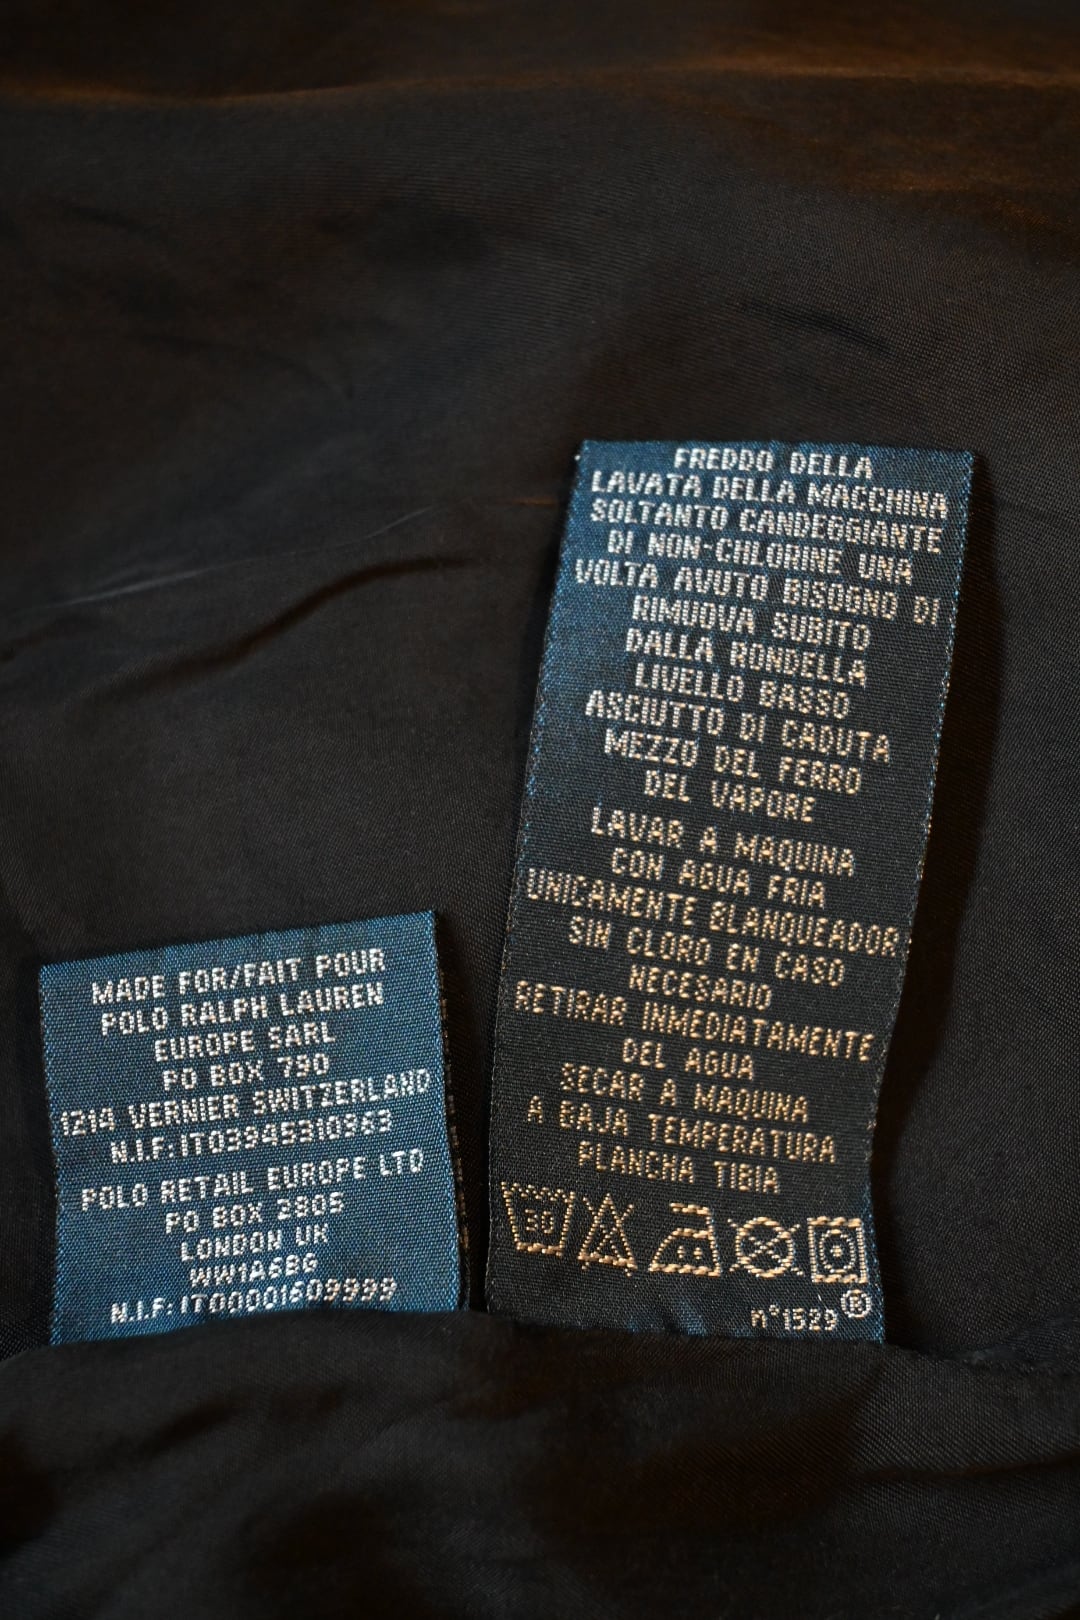 MADE FOR/FAIT POUR
POLO RALPH LAUREN
EUROPE SARL
PO BOX 790
1214 VERNIER SWITZERLAND
N.I.F:IT03945310963
POLO RETAIL EUROPE LTD
PO BOX 2805
LONDON UK
WW1A6BG
N.I.F:IT00001609999
FREDDO DELLA
LAVATA DELLA MACCHINA
SOLTANTO CANDEGGIANTE
DI NON-CHLORINE UNA
VOLTA AVUTO BISOGNO DI
RIMUOVA SUBITO
DALLA RONDELLA
LIVELLO BASSO
ASCIUTTO DI CADUTA
MEZZO DEL FERRO
DEL VAPORE
LAVAR A MAQUINA
CON AGUA FRIA
UNICAMENTE BLANQUEADOR
SIN CLORO EN CASO
NECESARIO
RETIRAR INMEDIATAMENTE
DEL AGUA
SECAR A MAQUINA
A BAJA TEMPERATURA
PLANCHA TIBIA
30
n°1529®